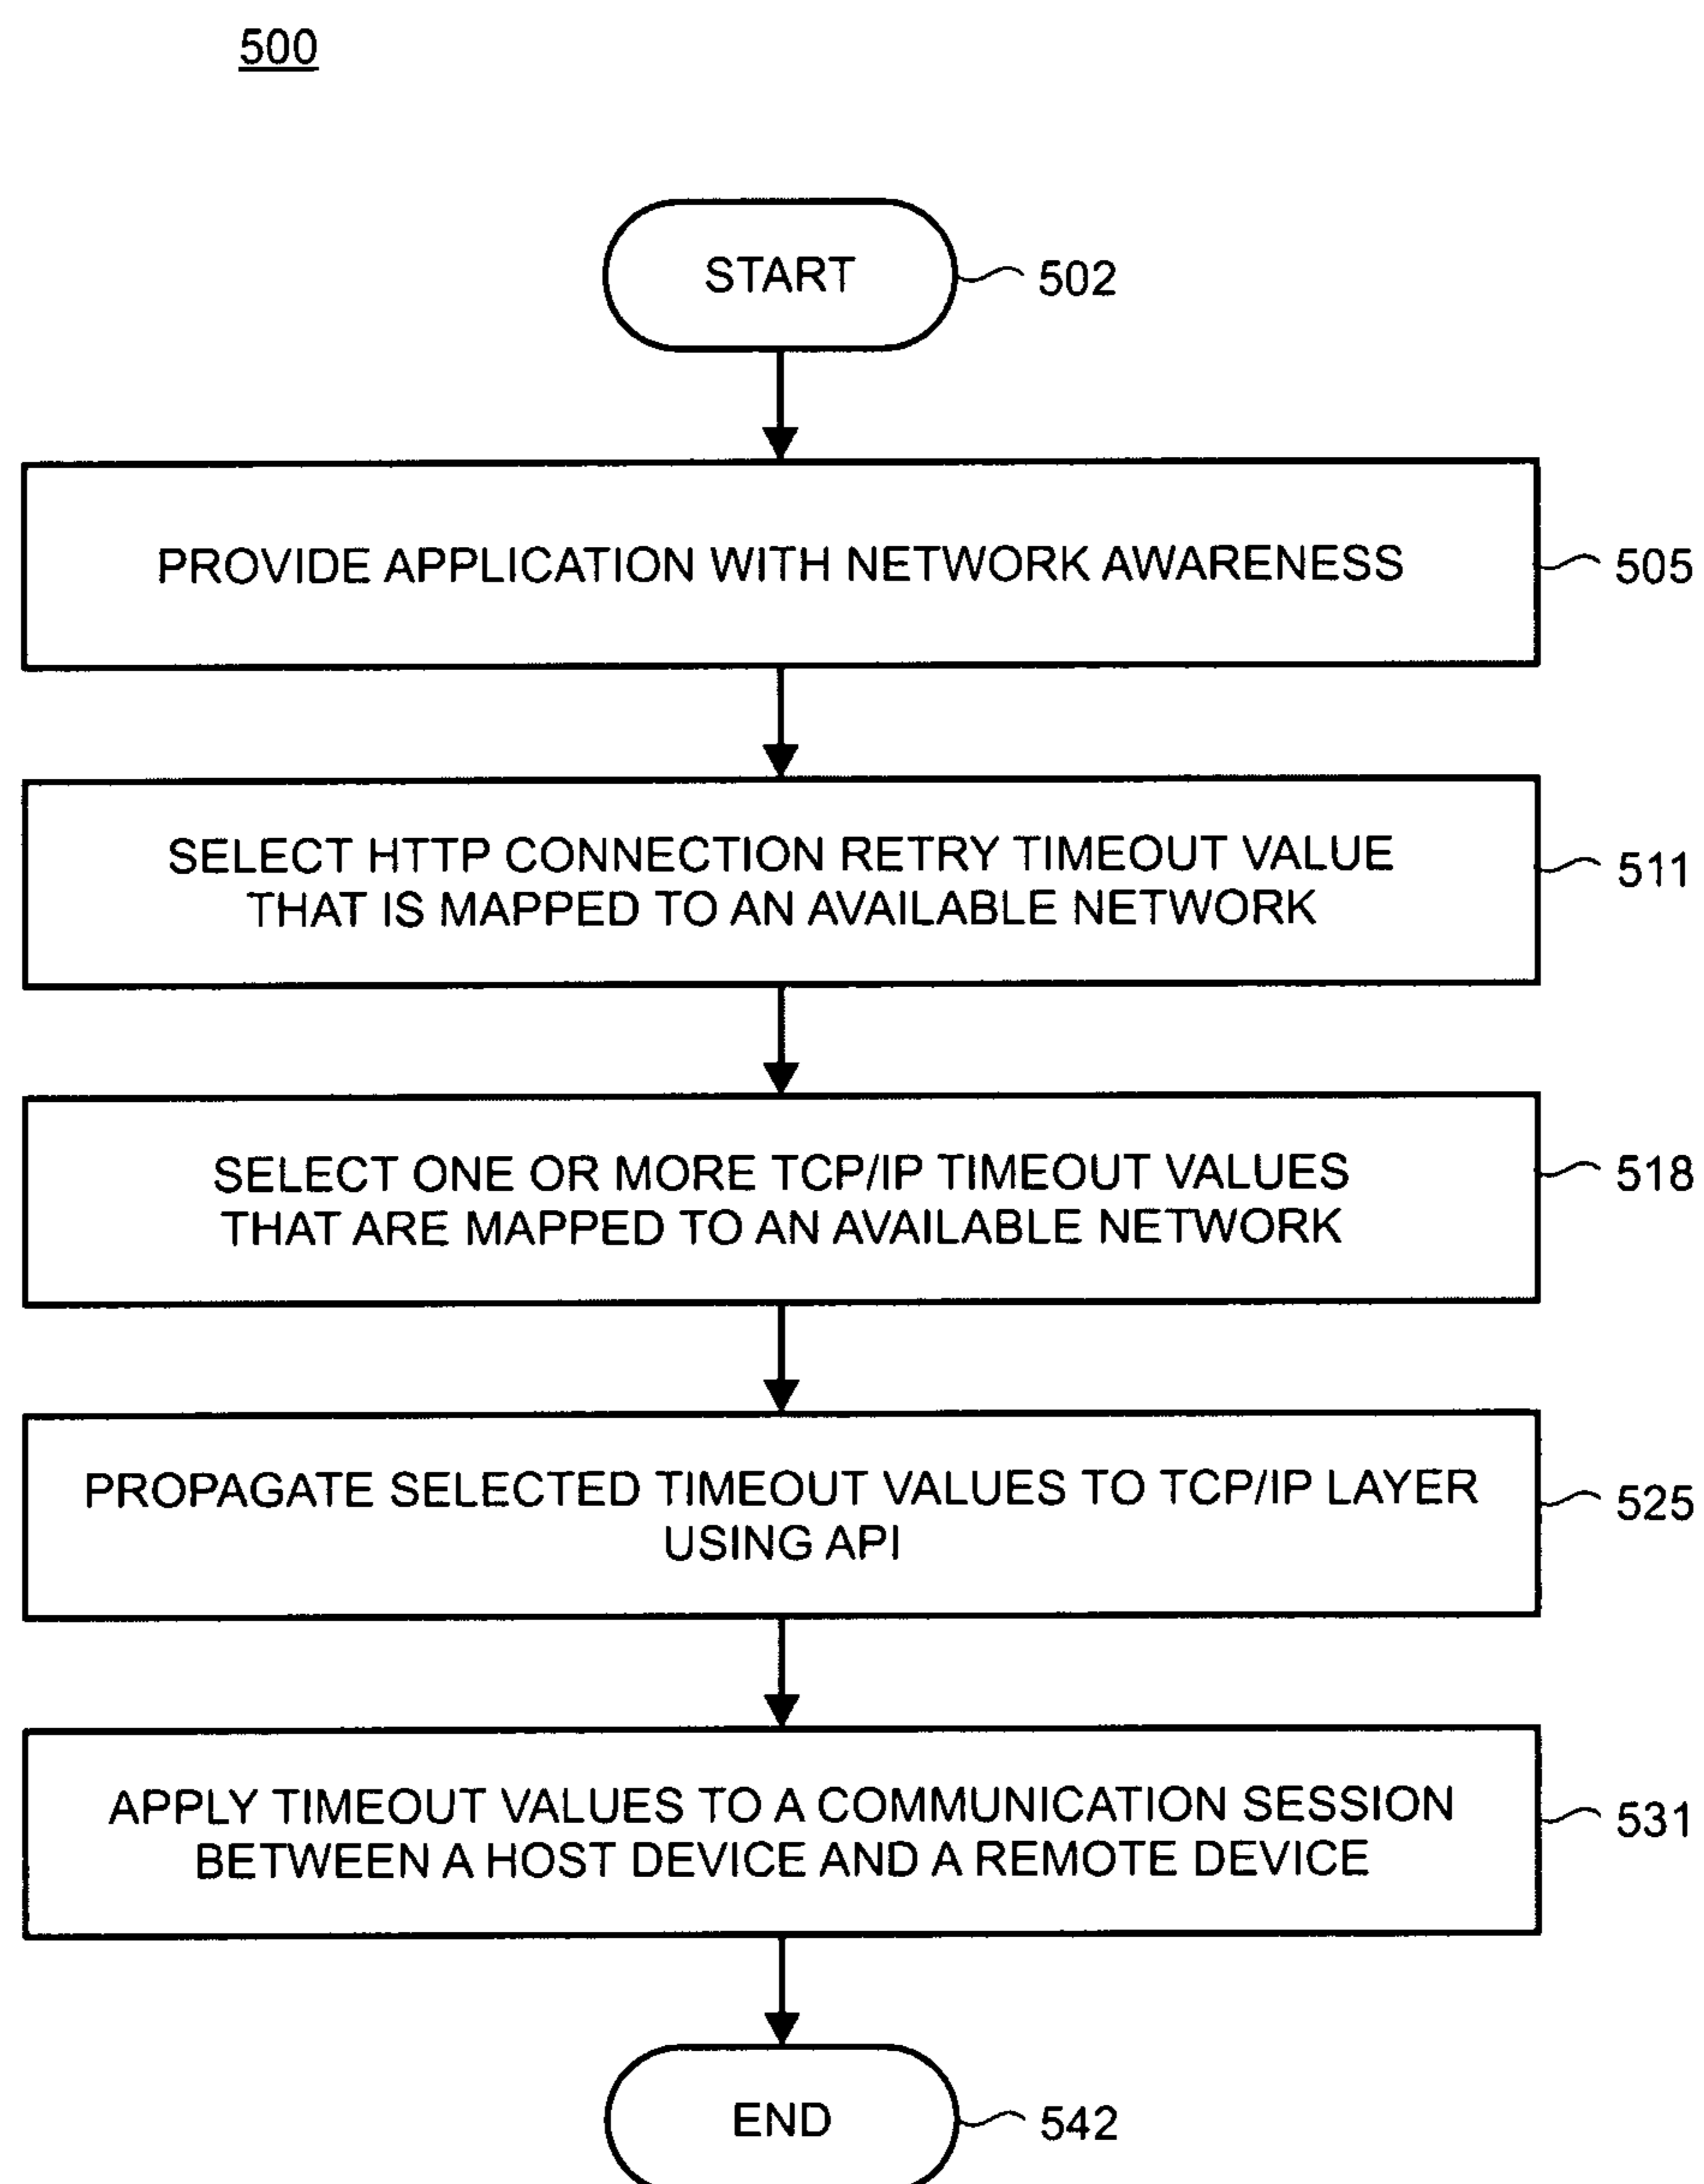 500
START
502
PROVIDE APPLICATION WITH NETWORK AWARENESS
505
SELECT HTTP CONNECTION RETRY TIMEOUT VALUE
THAT IS MAPPED TO AN AVAILABLE NETWORK
511
SELECT ONE OR MORE TCP/IP TIMEOUT VALUES
THAT ARE MAPPED TO AN AVAILABLE NETWORK
518
PROPAGATE SELECTED TIMEOUT VALUES TO TCP/IP LAYER
USING API
525
APPLY TIMEOUT VALUES TO A COMMUNICATION SESSION
BETWEEN A HOST DEVICE AND A REMOTE DEVICE
531
END
542